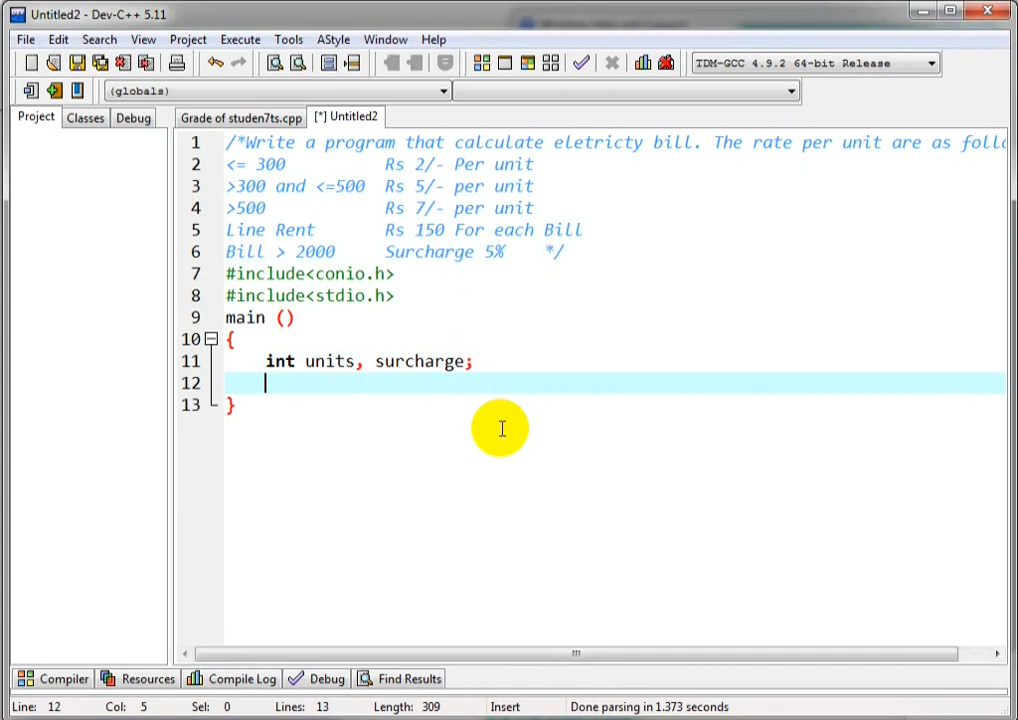 Untitled2 - Dev-C++ 5.11
File Edit Search View Project Execute Tools AStyle Window Help
TDM-GCC 4.9.2 64-bit Release
(globals)
Project Classes Debug Grade of studen7ts.cpp [*] Untitled2
1 /*Write a program that calculate eletricty bill. The rate per unit are as follo
2 <= 300 Rs 2/- Per unit
3 >300 and <=500 Rs 5/- per unit
4 >500 Rs 7/- per unit
5 Line Rent Rs 150 For each Bill
6 Bill > 2000 Surcharge 5% */
7 #include<conio.h>
8 #include<stdio.h>
9 main ()
10 {
11 int units, surcharge;
12
13 }
Compiler Resources Compile Log Debug Find Results
Line: 12 Col: 5 Sel: 0 Lines: 13 Length: 309 Insert Done parsing in 1.373 seconds